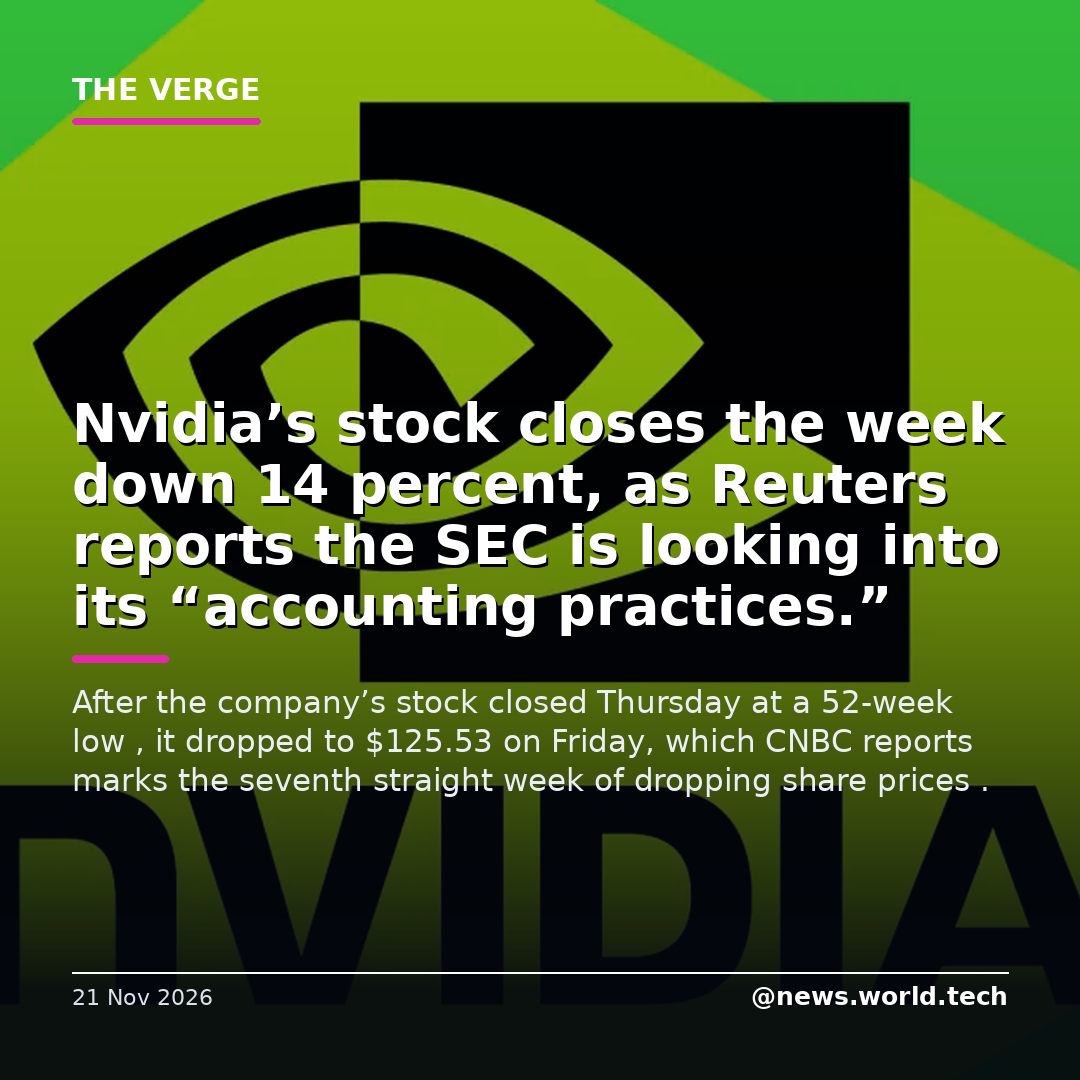 THE VERGE
Nvidia’s stock closes the week
down 14 percent, as Reuters
reports the SEC is looking into
its “accounting practices.”
After the company’s stock closed Thursday at a 52-week
low , it dropped to $125.53 on Friday, which CNBC reports
marks the seventh straight week of dropping share prices .
nVIDIA
21 Nov 2026
@news.world.tech